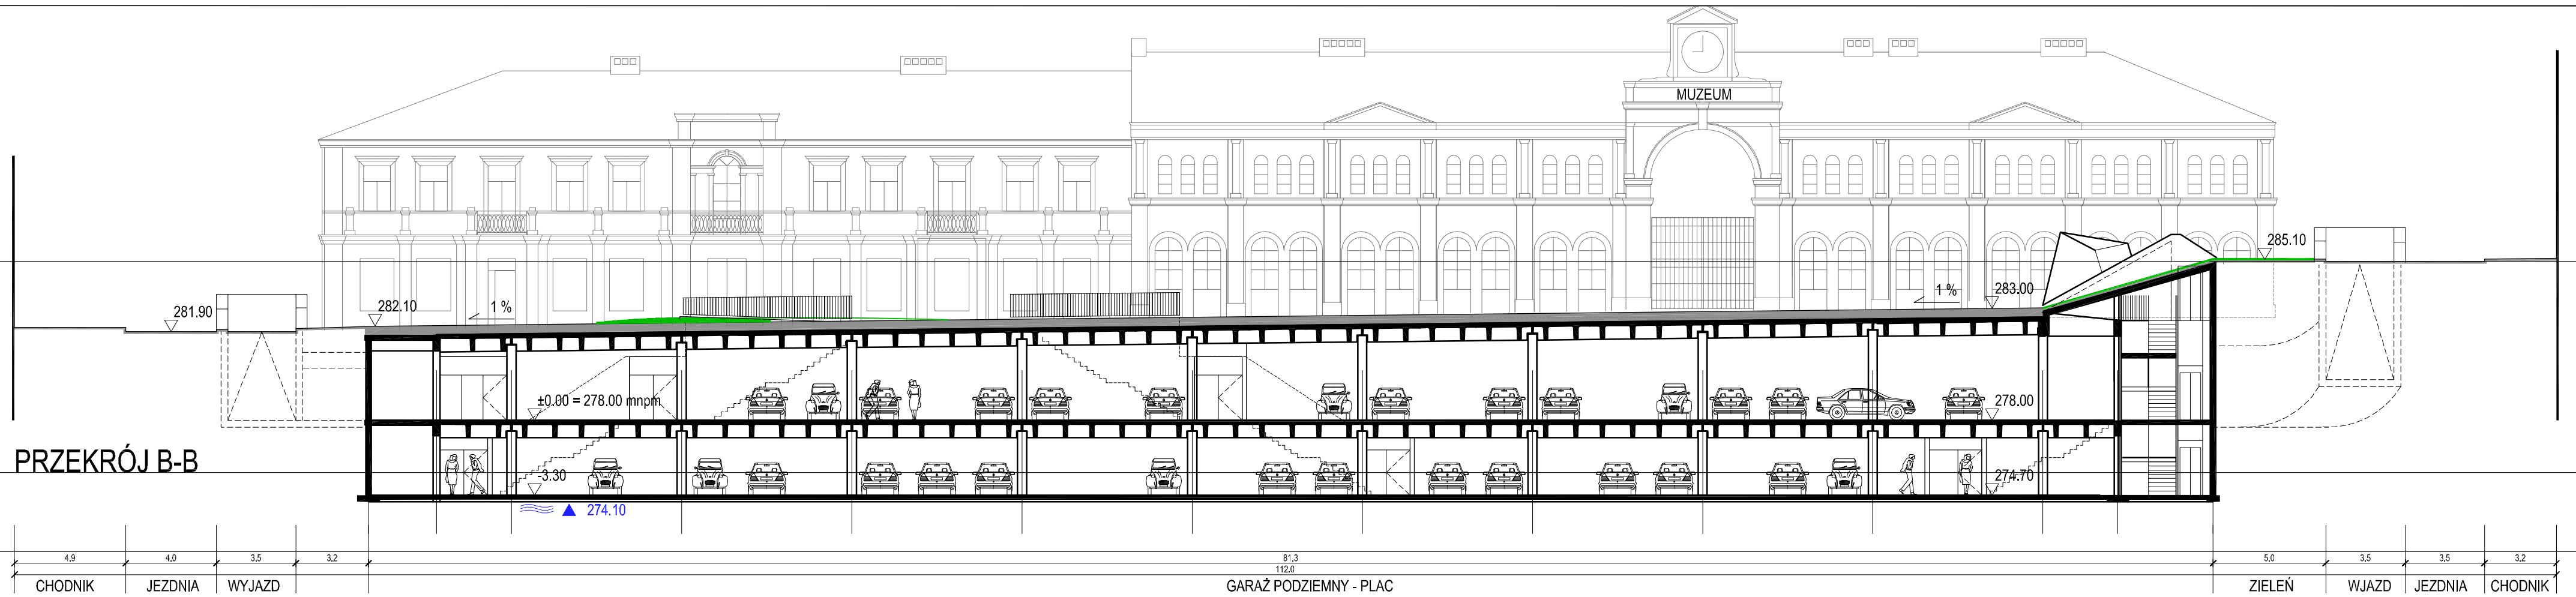 MUZEUM
285.10
281.90
282.10
1 %
1 %
283.00
±0.00 = 278.00 mnpm
278.00
PRZEKRÓJ B-B
-3.30
274.70
274.10
4,9
4,0
3,5
3,2
81,3
5,0
3,5
3,5
3,2
112.0
CHODNIK
JEZDNIA
WYJAZD
GARAŻ PODZIEMNY - PLAC
ZIELEŃ
WJAZD
JEZDNIA
CHODNIK